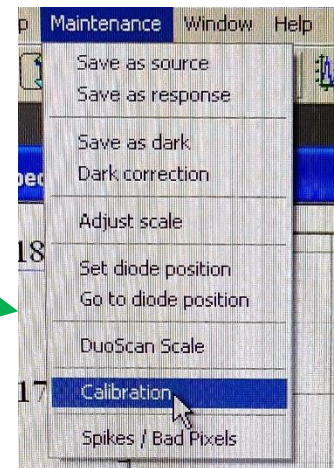 p Maintenance Window Help
Save as source
Save as response
Save as dark
Dark correction
Adjust scale
Set diode position
Go to diode position
DuoScan Scale
Calibration
Spikes / Bad Pixels
pec
18
17